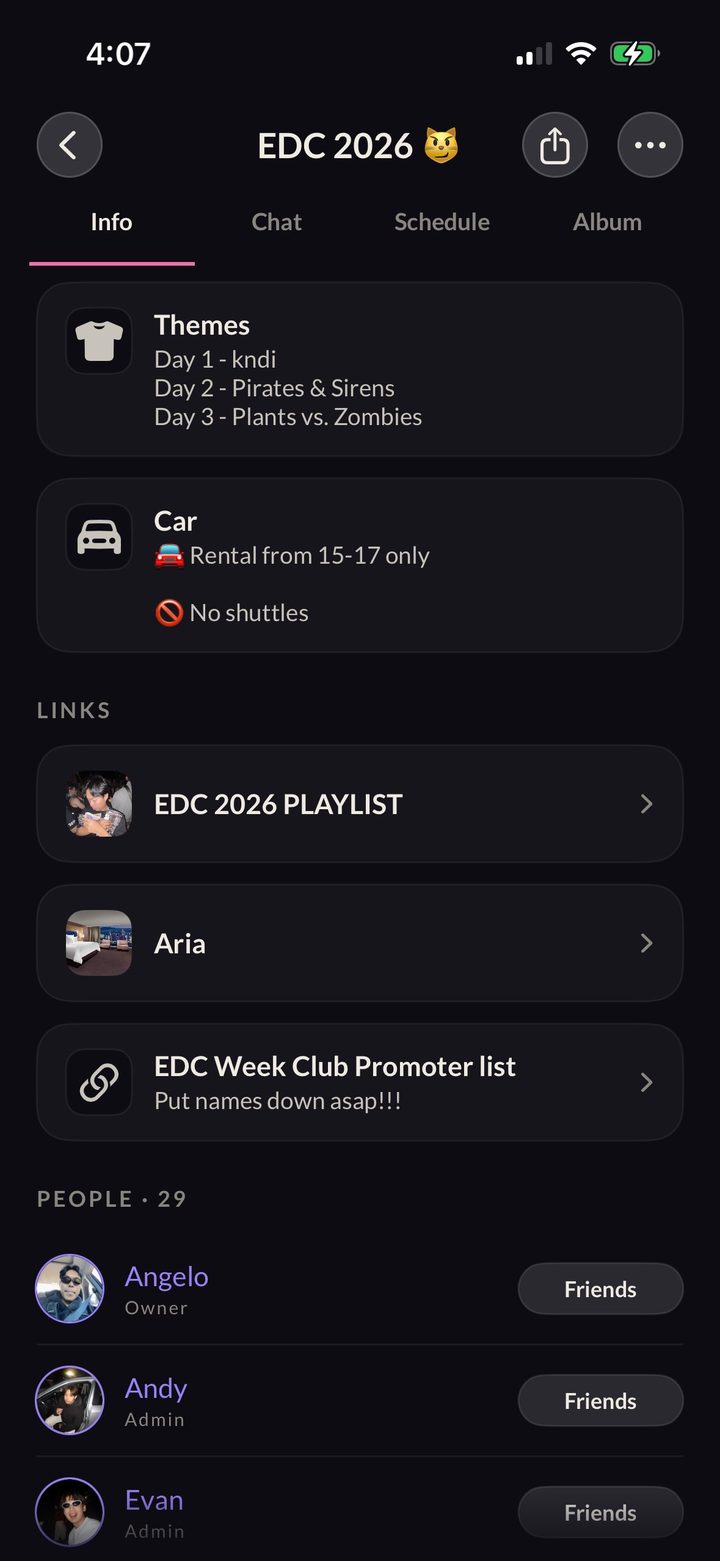 4:07
EDC 2026 😼
Info
Chat
Schedule
Album
Themes
Day 1 - kndi
Day 2 - Pirates & Sirens
Day 3 - Plants vs. Zombies
Car
🚘 Rental from 15-17 only
🚫 No shuttles
LINKS
EDC 2026 PLAYLIST
Aria
EDC Week Club Promoter list
Put names down asap!!!
PEOPLE · 29
Angelo
Owner
Friends
Andy
Admin
Friends
Evan
Admin
Friends